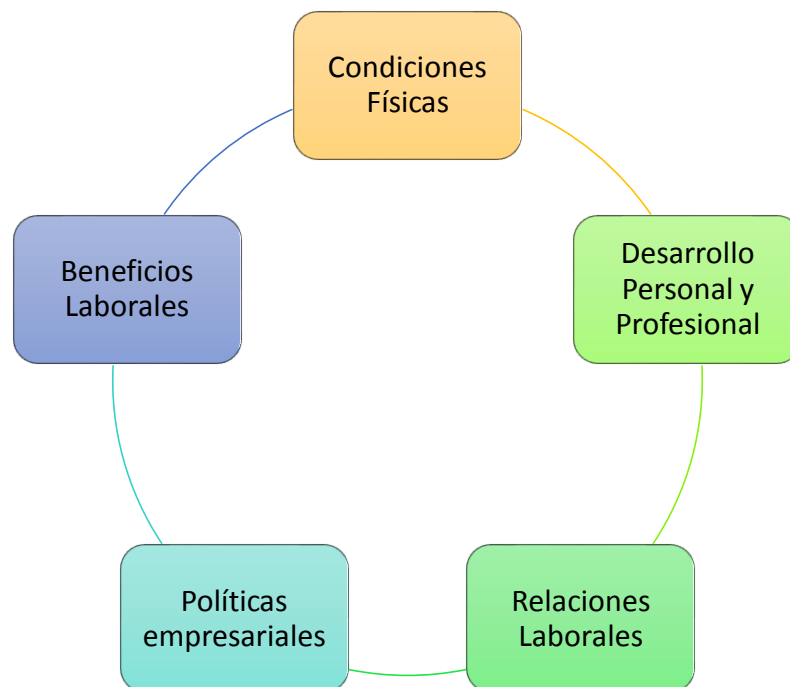 Condiciones
Físicas
Desarrollo
Personal y
Profesional
Relaciones
Laborales
Políticas
empresariales
Beneficios
Laborales